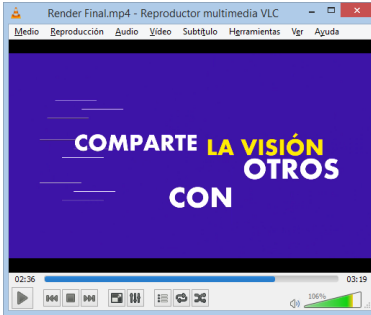 Render Final.mp4 - Reproductor multimedia VLC
Medio Reproducción Audio Vídeo Subtítulo Herramientas Ver Ayuda
COMPARTE LA VISIÓN
OTROS
CON
02:36 03:19
106%